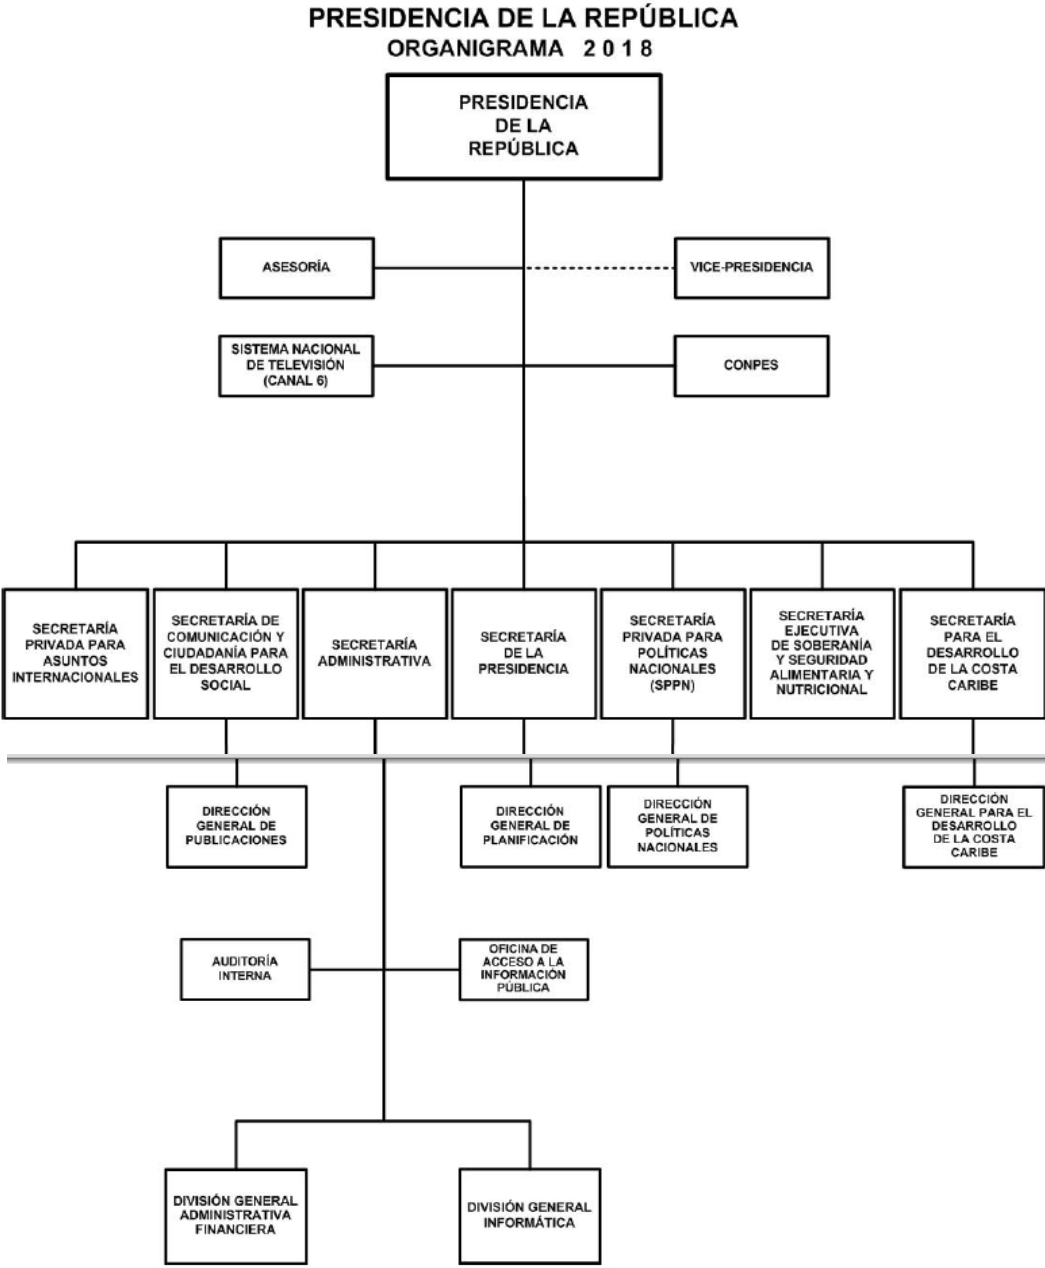 PRESIDENCIA DE LA REPÚBLICA
ORGANIGRAMA 2 0 1 8
PRESIDENCIA
DE LA
REPÚBLICA
ASESORÍA
VICE-PRESIDENCIA
SISTEMA NACIONAL
DE TELEVISIÓN
(CANAL 6)
CONPES
SECRETARÍA
PRIVADA PARA
ASUNTOS
INTERNACIONALES
SECRETARÍA DE
COMUNICACIÓN Y
CIUDADANÍA PARA
EL DESARROLLO
SOCIAL
SECRETARÍA
ADMINISTRATIVA
SECRETARÍA
DE LA
PRESIDENCIA
SECRETARÍA
PRIVADA PARA
POLÍTICAS
NACIONALES
(SPPN)
SECRETARÍA
EJECUTIVA
DE SOBERANÍA
Y SEGURIDAD
ALIMENTARIA Y
NUTRICIONAL
SECRETARÍA
PARA EL
DESARROLLO
DE LA COSTA
CARIBE
DIRECCIÓN
GENERAL DE
PUBLICACIONES
DIRECCIÓN
GENERAL DE
PLANIFICACIÓN
DIRECCIÓN
GENERAL DE
POLÍTICAS
NACIONALES
DIRECCIÓN
GENERAL PARA EL
DESARROLLO
DE LA COSTA
CARIBE
AUDITORÍA
INTERNA
OFICINA DE
ACCESO A LA
INFORMACIÓN
PÚBLICA
DIVISIÓN GENERAL
ADMINISTRATIVA
FINANCIERA
DIVISIÓN GENERAL
INFORMÁTICA